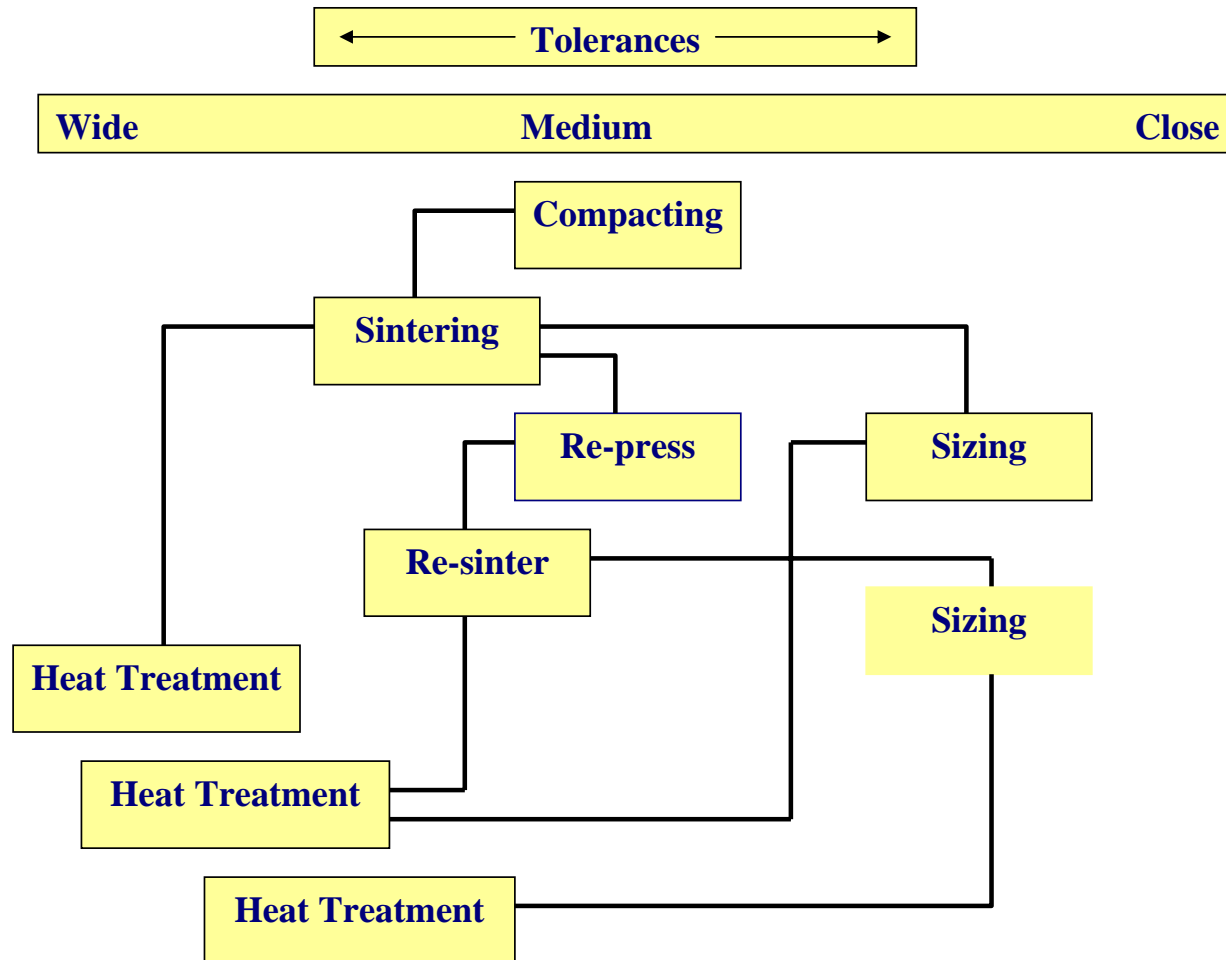 Tolerances
Wide Medium Close
Compacting
Sintering
Re-press
Sizing
Re-sinter
Sizing
Heat Treatment
Heat Treatment
Heat Treatment